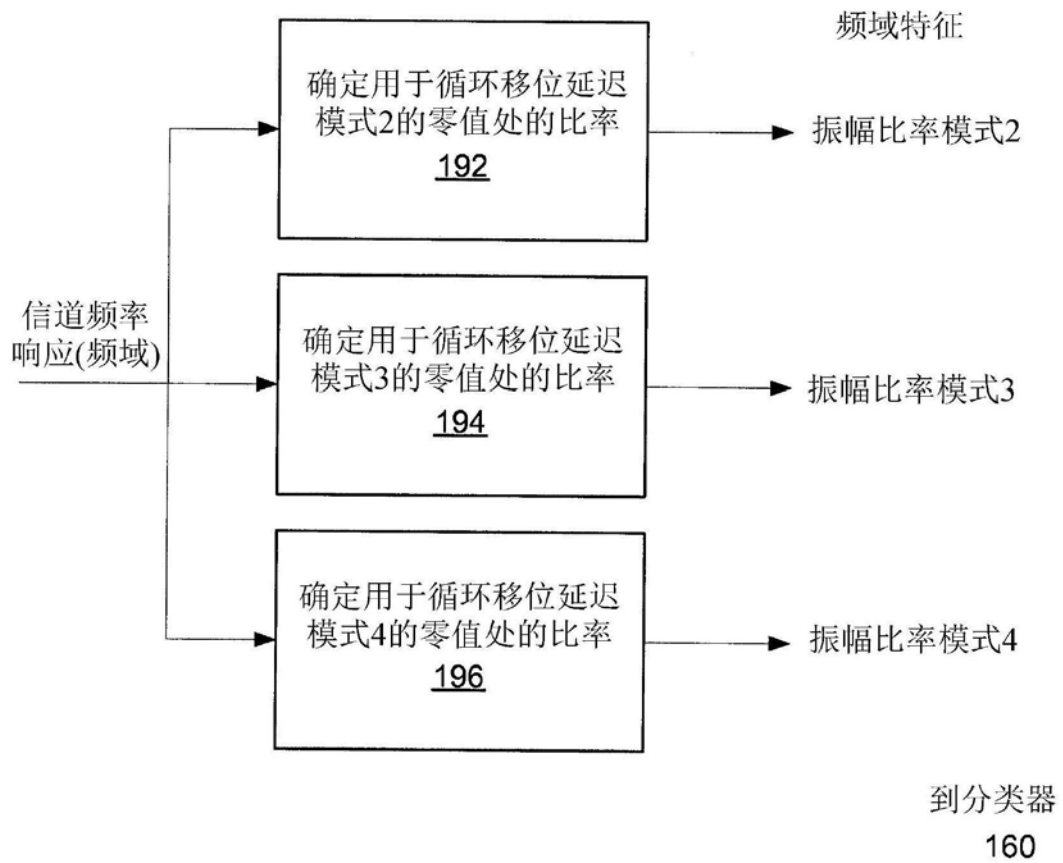 频域特征
确定用于循环移位延迟
模式2的零值处的比率
192
振幅比率模式2
信道频率
响应(频域)
确定用于循环移位延迟
模式3的零值处的比率
194
振幅比率模式3
确定用于循环移位延迟
模式4的零值处的比率
196
振幅比率模式4
到分类器
160